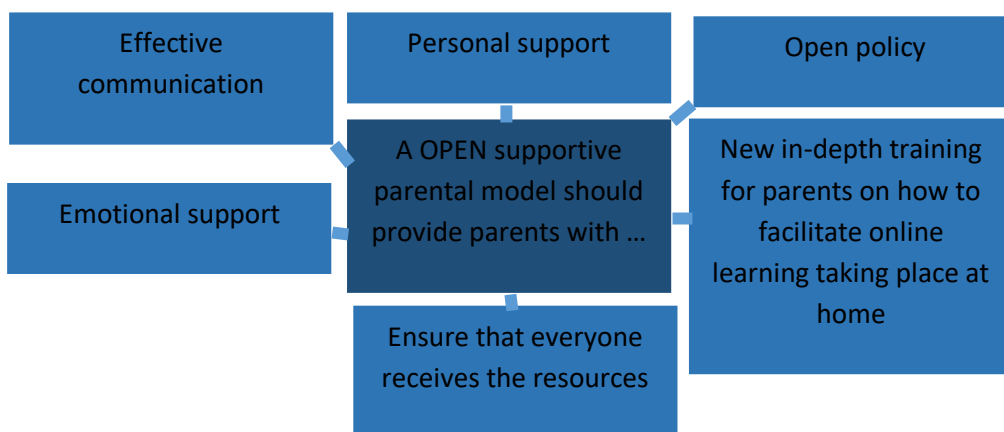 Effective
communication
Personal support
Open policy
A OPEN supportive
parental model should
provide parents with …
New in-depth training
for parents on how to
facilitate online
learning taking place at
home
Emotional support
Ensure that everyone
receives the resources